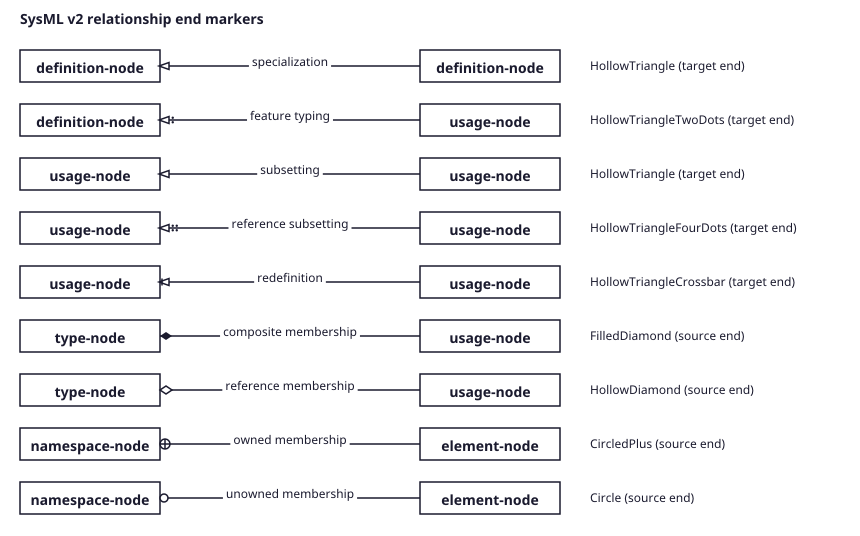 SysML v2 relationship end markers
definition-node specialization definition-node HollowTriangle (target end)
definition-node feature typing usage-node HollowTriangleTwoDots (target end)
usage-node subsetting usage-node HollowTriangle (target end)
usage-node reference subsetting usage-node HollowTriangleFourDots (target end)
usage-node redefinition usage-node HollowTriangleCrossbar (target end)
type-node composite membership usage-node FilledDiamond (source end)
type-node reference membership usage-node HollowDiamond (source end)
namespace-node owned membership element-node CircledPlus (source end)
namespace-node unowned membership element-node Circle (source end)